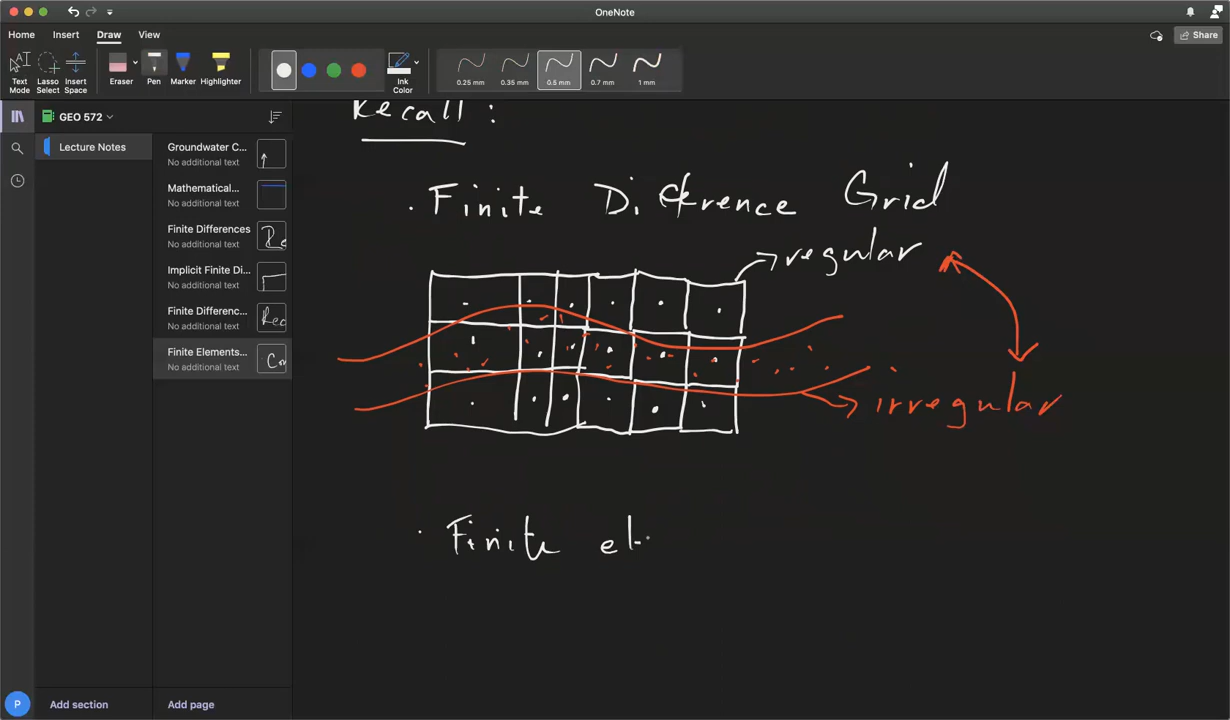 OneNote
Home Insert Draw View
Share
Text Mode
Lasso Select
Insert Space
Eraser
Pen
Marker
Highlighter
Ink Color
0.25 mm
0.35 mm
0.5 mm
0.7 mm
1 mm
GEO 572
Lecture Notes
Groundwater C...
No additional text
Mathematical...
No additional text
Finite Differences
No additional text
Implicit Finite Di...
No additional text
Finite Differenc...
No additional text
Finite Elements...
No additional text
Recall:
· Finite Difference Grid
regular
irregular
· Finite el
P
Add section
Add page